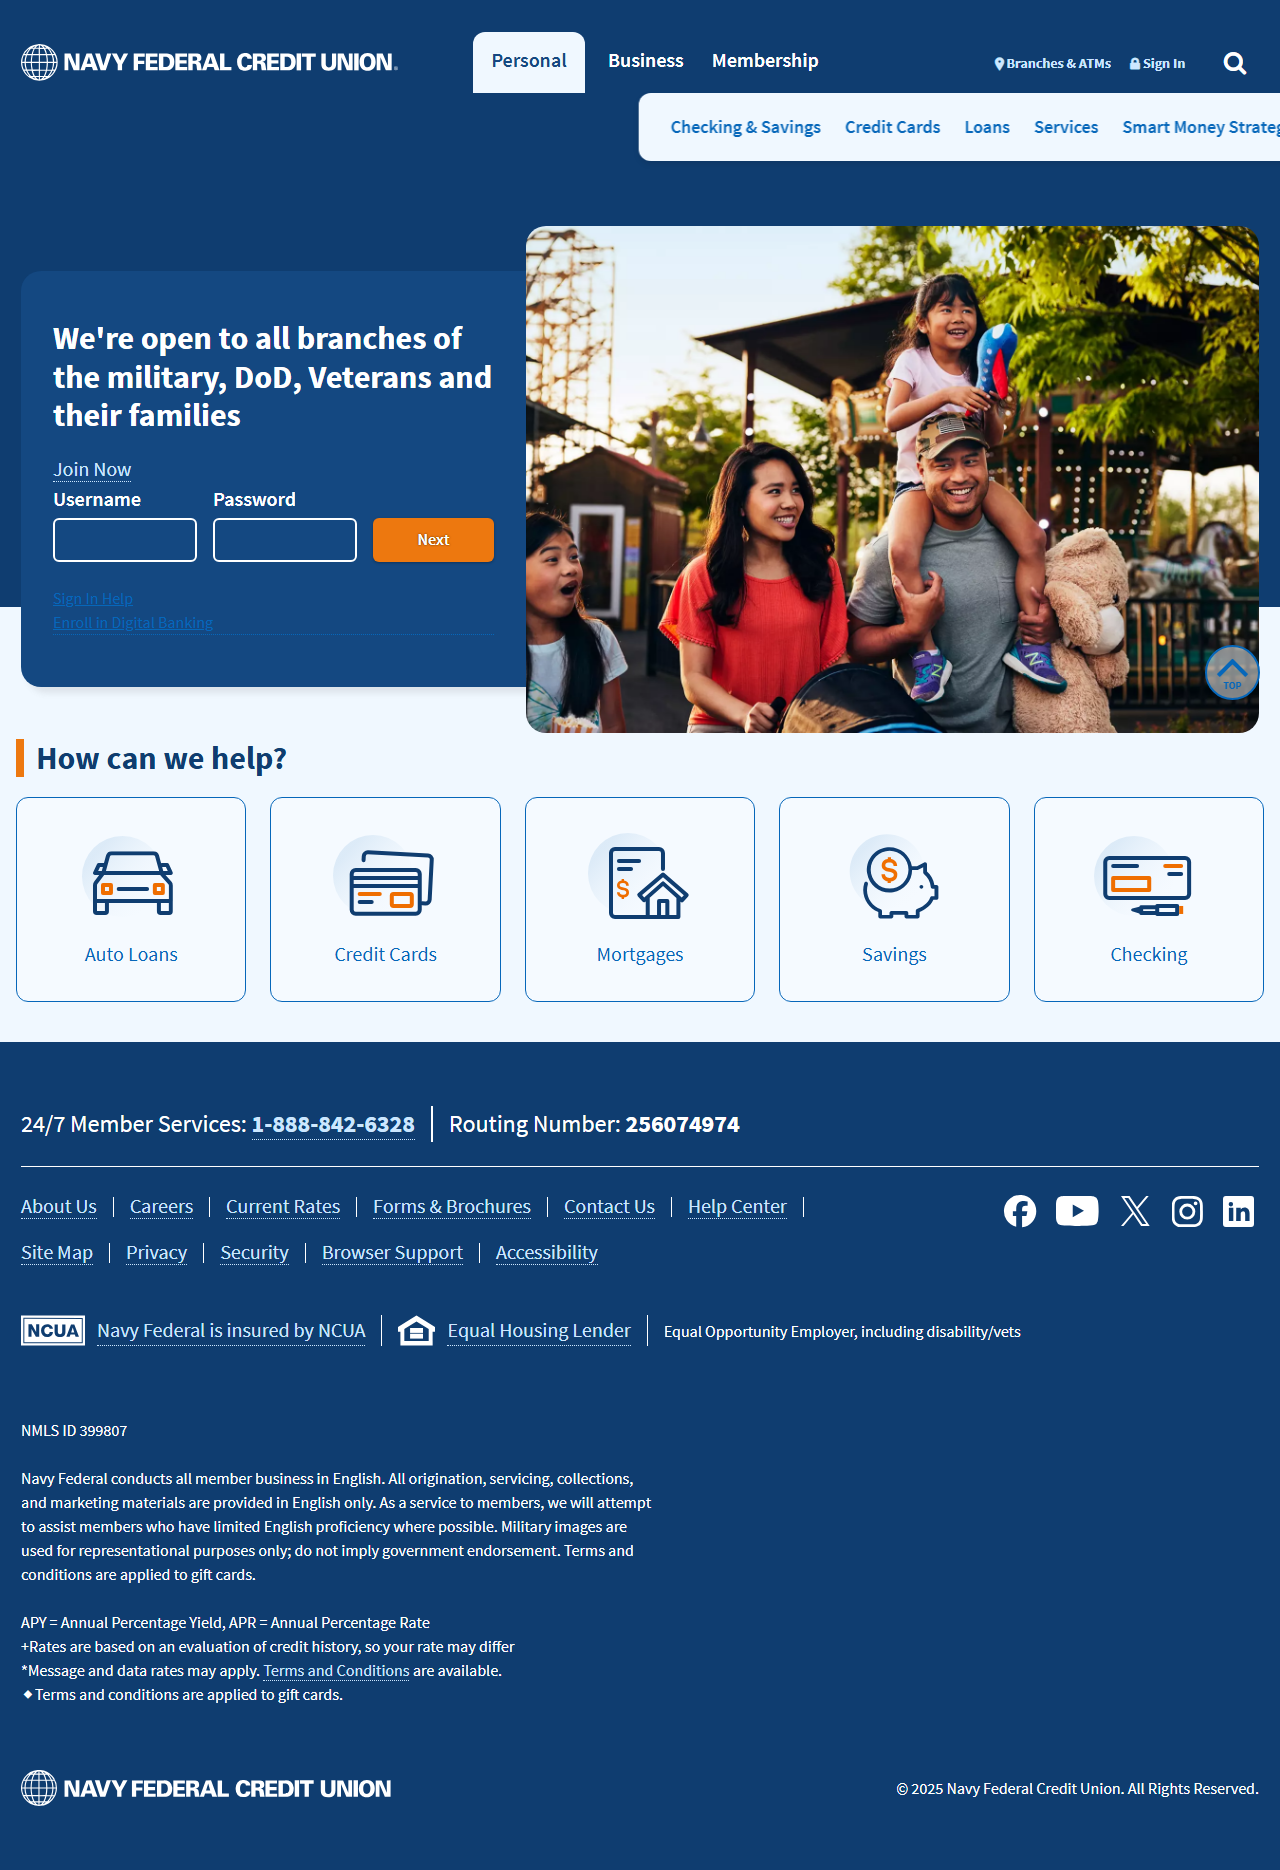 NAVY FEDERAL CREDIT UNION.
Personal
Business
Membership
Branches & ATMs
Sign In
Checking & Savings
Credit Cards
Loans
Services
Smart Money
We're open to all branches of
the military, DoD, Veterans and
their families
Join Now
Username
Password
Next
Sign In Help
Enroll in Digital Banking
TOP
How can we help?
Auto Loans
Credit Cards
Mortgages
Savings
Checking
24/7 Member Services: 1-888-842-6328
Routing Number: 256074974
About Us
Careers
Current Rates
Forms & Brochures
Contact Us
Help Center
Site Map
Privacy
Security
Browser Support
Accessibility
NCUA
Navy Federal is insured by NCUA
Equal Housing Lender
Equal Opportunity Employer, including disability/vets
NMLS ID 399807
Navy Federal conducts all member business in English. All origination, servicing, collections,
and marketing materials are provided in English only. As a service to members, we will attempt
to assist members who have limited English proficiency where possible. Military images are
used for representational purposes only; do not imply government endorsement. Terms and
conditions are applied to gift cards.
APY = Annual Percentage Yield, APR = Annual Percentage Rate
+Rates are based on an evaluation of credit history, so your rate may differ
*Message and data rates may apply. Terms and Conditions are available.
⬥Terms and conditions are applied to gift cards.
NAVY FEDERAL CREDIT UNION
© 2025 Navy Federal Credit Union. All Rights Reserved.